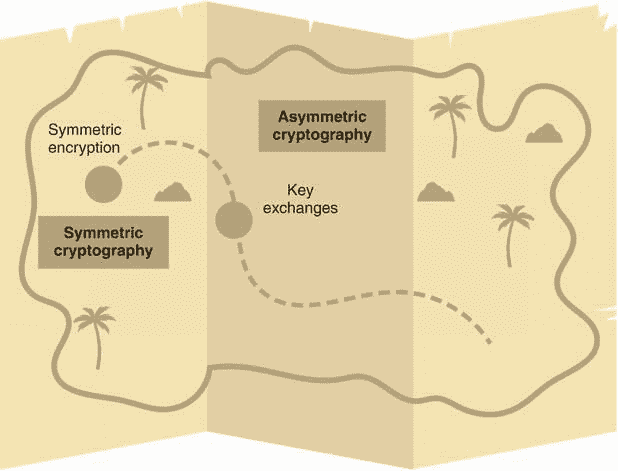 Symmetric
encryption
Symmetric
cryptography
Asymmetric
cryptography
Key
exchanges